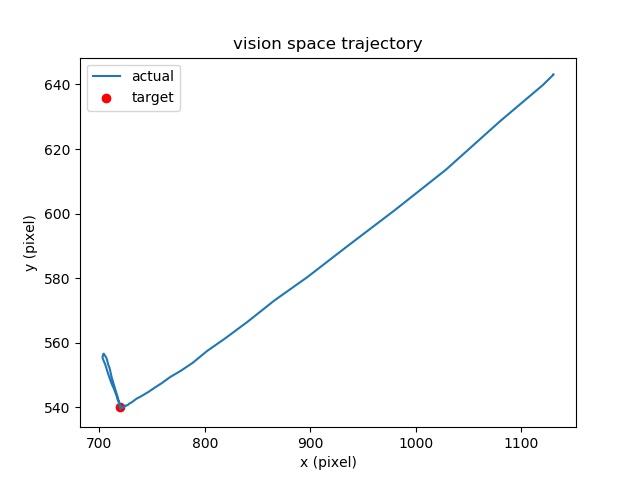 vision space trajectory
actual
target
640
620
600
580
560
540
y (pixel)
700 800 900 1000 1100
x (pixel)